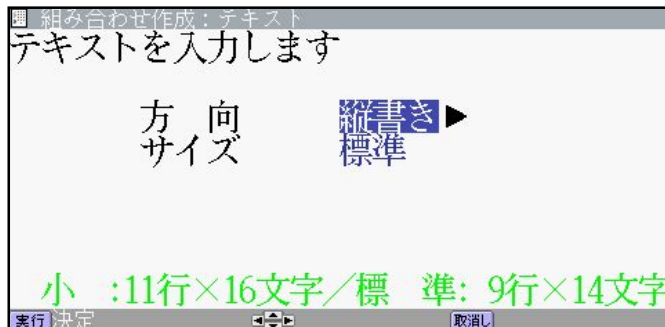 組み合わせ作成：テキスト
テキストを入力します
方　向　縦書き▶
サイズ　標準
小　:11行×16文字／標　準: 9行×14文字
実行 決定 ◀▲▼▶ 取消し